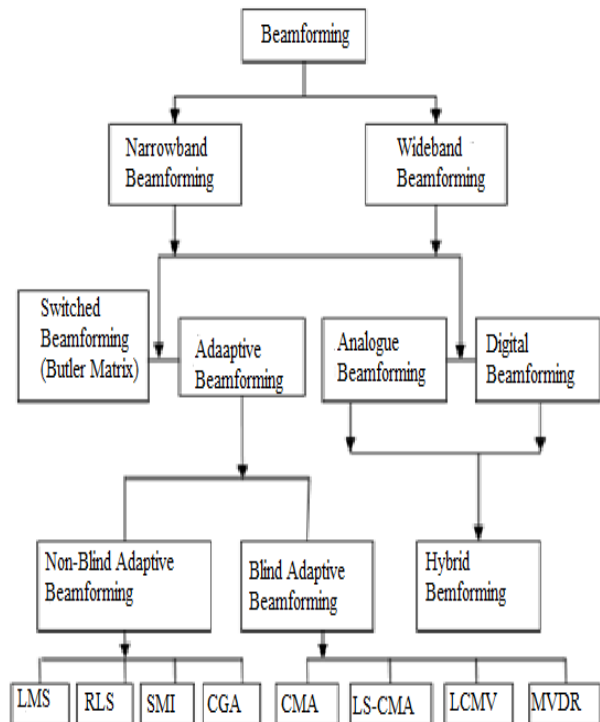 Beamforming
Narrowband
Beamforming
Wideband
Beamforming
Switched
Beamforming
(Butler Matrix)
Adaaptive
Beamforming
Analogue
Beamforming
Digital
Beamforming
Non-Blind Adaptive
Beamforming
Blind Adaptive
Beamforming
Hybrid
Bemforming
LMS
RLS
SMI
CGA
CMA
LS-CMA
LCMV
MVDR